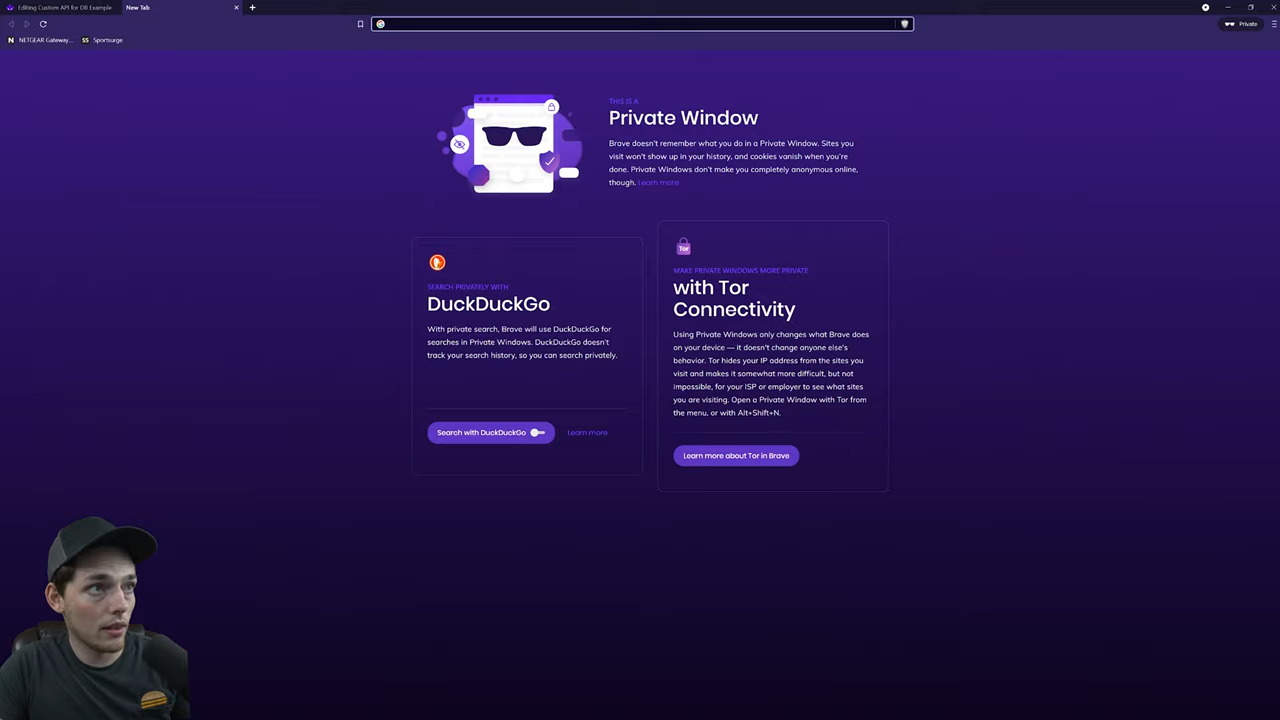 Editing Custom API for DB Example
New Tab
Private
N NETGEAR Gateway...
SS Sportsurge
THIS IS A
Private Window
Brave doesn't remember what you do in a Private Window. Sites you
visit won't show up in your history, and cookies vanish when you're
done. Private Windows don't make you completely anonymous online,
though. Learn more
SEARCH PRIVATELY WITH
DuckDuckGo
With private search, Brave will use DuckDuckGo for
searches in Private Windows. DuckDuckGo doesn't
track your search history, so you can search privately.
Search with DuckDuckGo
Learn more
Tor
MAKE PRIVATE WINDOWS MORE PRIVATE
with Tor
Connectivity
Using Private Windows only changes what Brave does
on your device — it doesn't change anyone else's
behavior. Tor hides your IP address from the sites you
visit and makes it somewhat more difficult, but not
impossible, for your ISP or employer to see what sites
you are visiting. Open a Private Window with Tor from
the menu, or with Alt+Shift+N.
Learn more about Tor in Brave